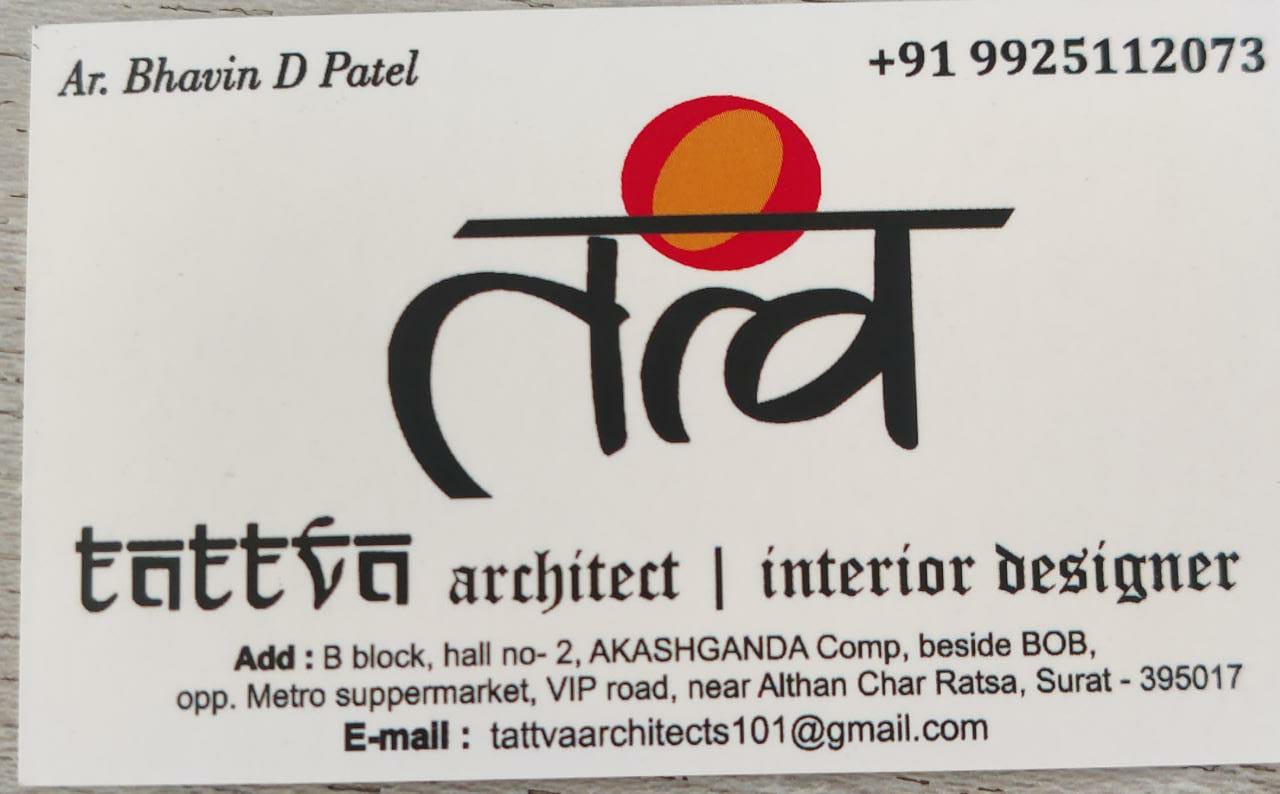 Ar. Bhavin D Patel
+91 9925112073
तत्व
tattva architect | interior designer
Add : B block, hall no- 2, AKASHGANDA Comp, beside BOB,
opp. Metro suppermarket, VIP road, near Althan Char Ratsa, Surat - 395017
E-mail : tattvaarchitects101@gmail.com